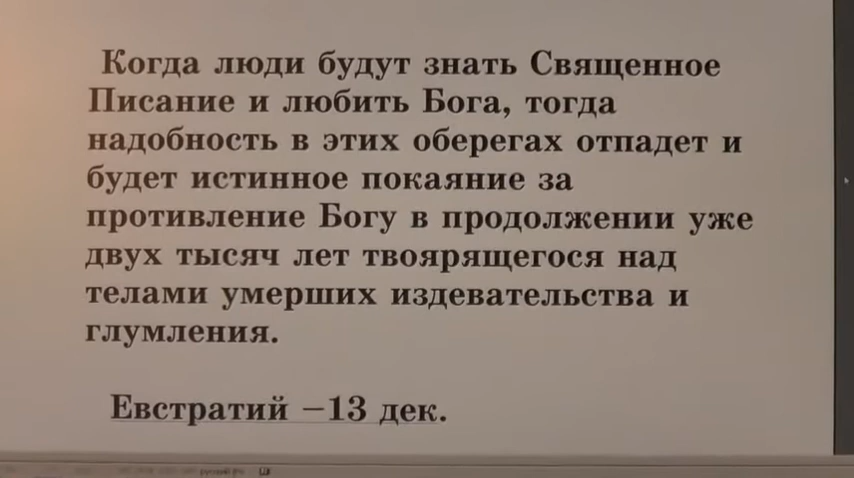 Когда люди будут знать Священное
Писание и любить Бога, тогда
надобность в этих оберегах отпадет и
будет истинное покаяние за
противление Богу в продолжении уже
двух тысяч лет твоярящегося над
телами умерших издевательства и
глумления.
Евстратий –13 дек.